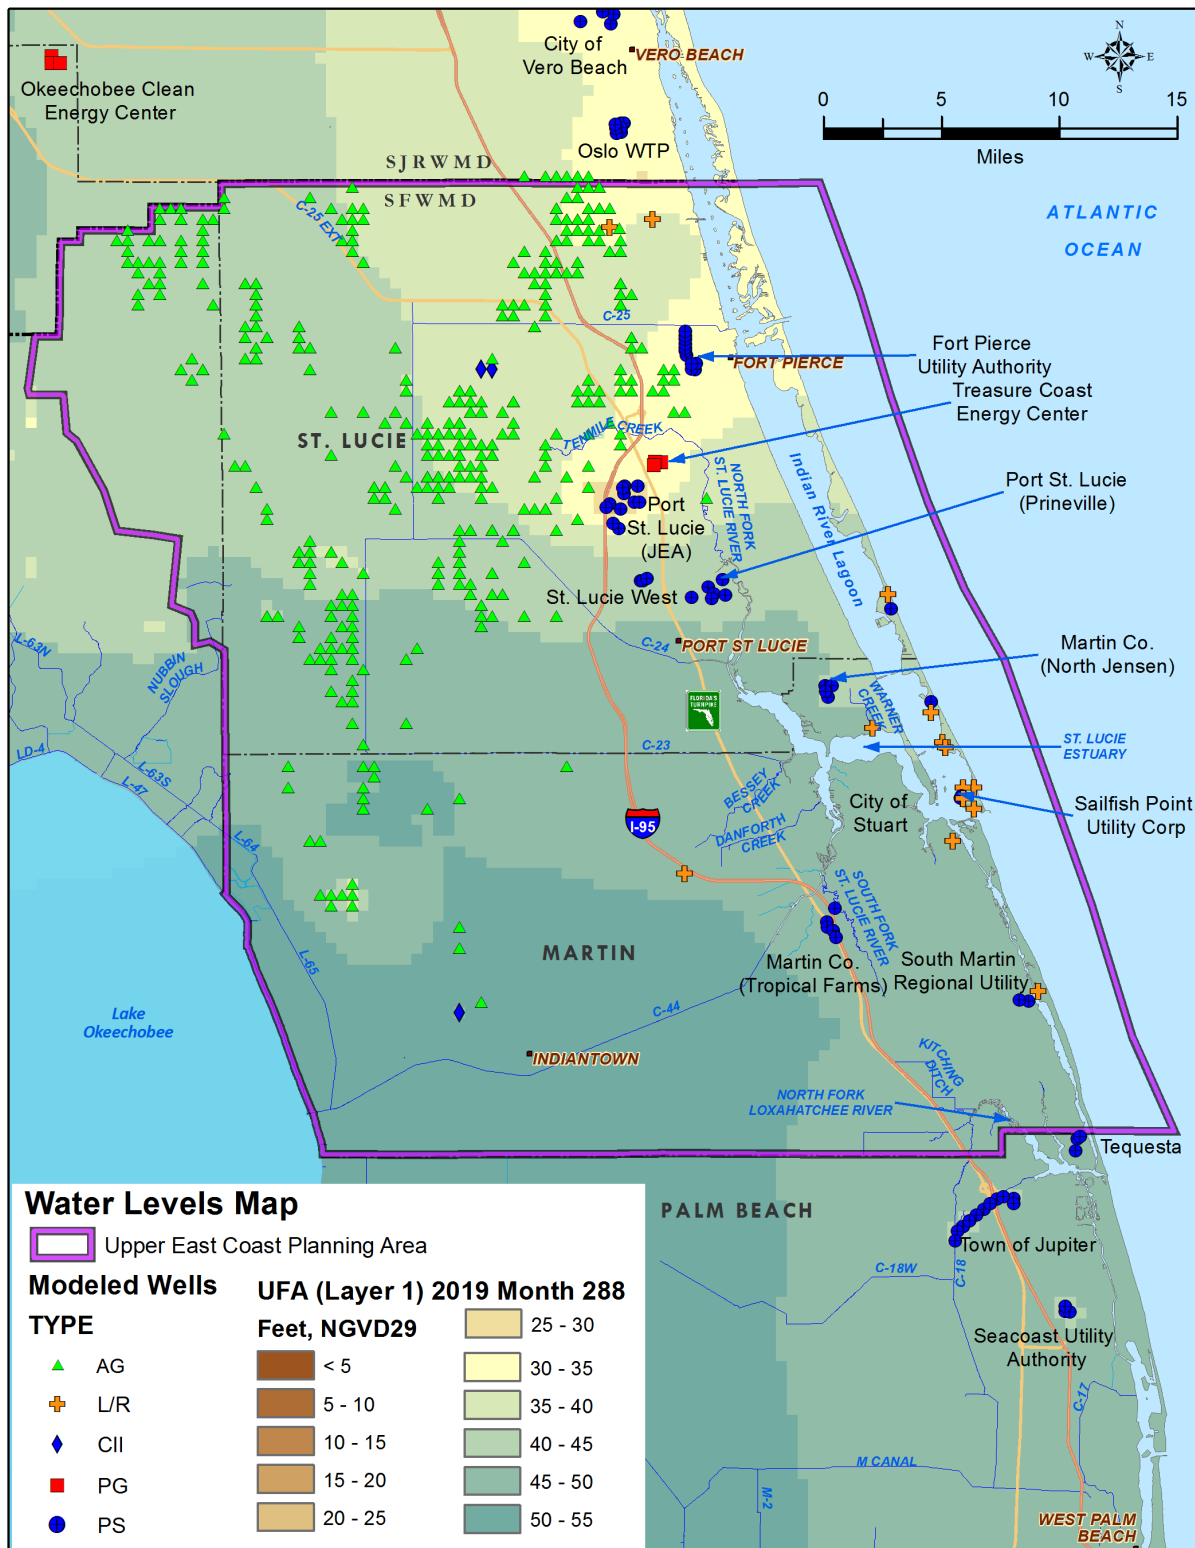 City of
Vero Beach
VERO BEACH
N
W
E
S
Okeechobee Clean
Energy Center
0
5
10
15
Miles
Oslo WTP
SJRWMD
SFWMD
C-25 EXT
ATLANTIC
OCEAN
C-25
Fort Pierce
Utility Authority
FORT PIERCE
Treasure Coast
Energy Center
ST. LUCIE
TENMILE CREEK
NORTH FORK
ST. LUCIE RIVER
Indian River Lagoon
Port St. Lucie
(Prineville)
Port
St. Lucie
(JEA)
St. Lucie West
C-24
PORT ST LUCIE
L-63N
NUBBIN
SLOUGH
Martin Co.
(North Jensen)
FLORIDA'S
TURNPIKE
WARNER
CREEK
C-23
ST. LUCIE
ESTUARY
LD-4
L-63S
L-47
BESSEY
CREEK
City of
Stuart
Sailfish Point
Utility Corp
I-95
DANFORTH
CREEK
L-64
SOUTH FORK
ST. LUCIE RIVER
MARTIN
L-65
Martin Co.
(Tropical Farms)
South Martin
Regional Utility
Lake
Okeechobee
C-44
INDIANTOWN
KITCHING
DITCH
NORTH FORK
LOXAHATCHEE RIVER
Tequesta
PALM BEACH
Town of Jupiter
C-18W
C-18
Seacoast Utility
Authority
C-17
M CANAL
M-2
WEST PALM
BEACH
Water Levels Map
Upper East Coast Planning Area
Modeled Wells
TYPE
AG
L/R
CII
PG
PS
UFA (Layer 1) 2019 Month 288
Feet, NGVD29
< 5
5 - 10
10 - 15
15 - 20
20 - 25
25 - 30
30 - 35
35 - 40
40 - 45
45 - 50
50 - 55